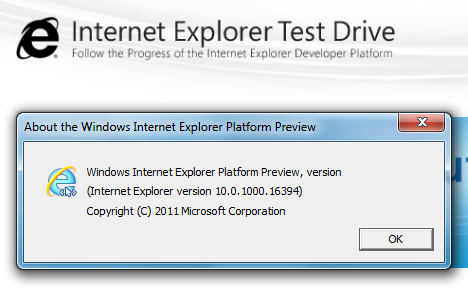 Internet Explorer Test Drive
Follow the Progress of the Internet Explorer Developer Platform
About the Windows Internet Explorer Platform Preview
Windows Internet Explorer Platform Preview, version
(Internet Explorer version 10.0.1000.16394)
Copyright (C) 2011 Microsoft Corporation
OK